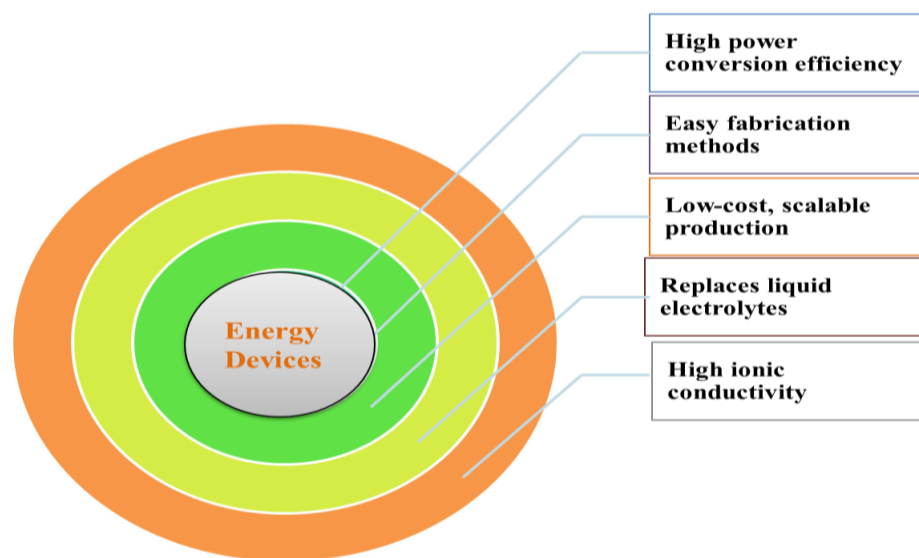 High power
conversion efficiency
Easy fabrication
methods
Low-cost, scalable
production
Replaces liquid
electrolytes
High ionic
conductivity
Energy
Devices